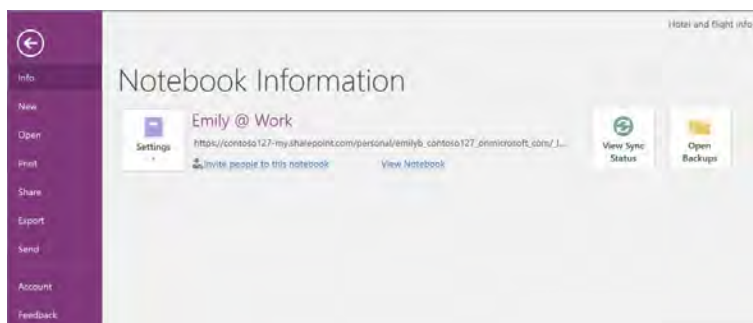 Hotel and flight info
Info
New
Open
Print
Share
Export
Send
Account
Feedback
Notebook Information
Settings
Emily @ Work
https://contoso127-my.sharepoint.com/personal/emilyb_contoso127_onmicrosoft_com/_l...
Invite people to this notebook
View Notebook
View Sync
Status
Open
Backups